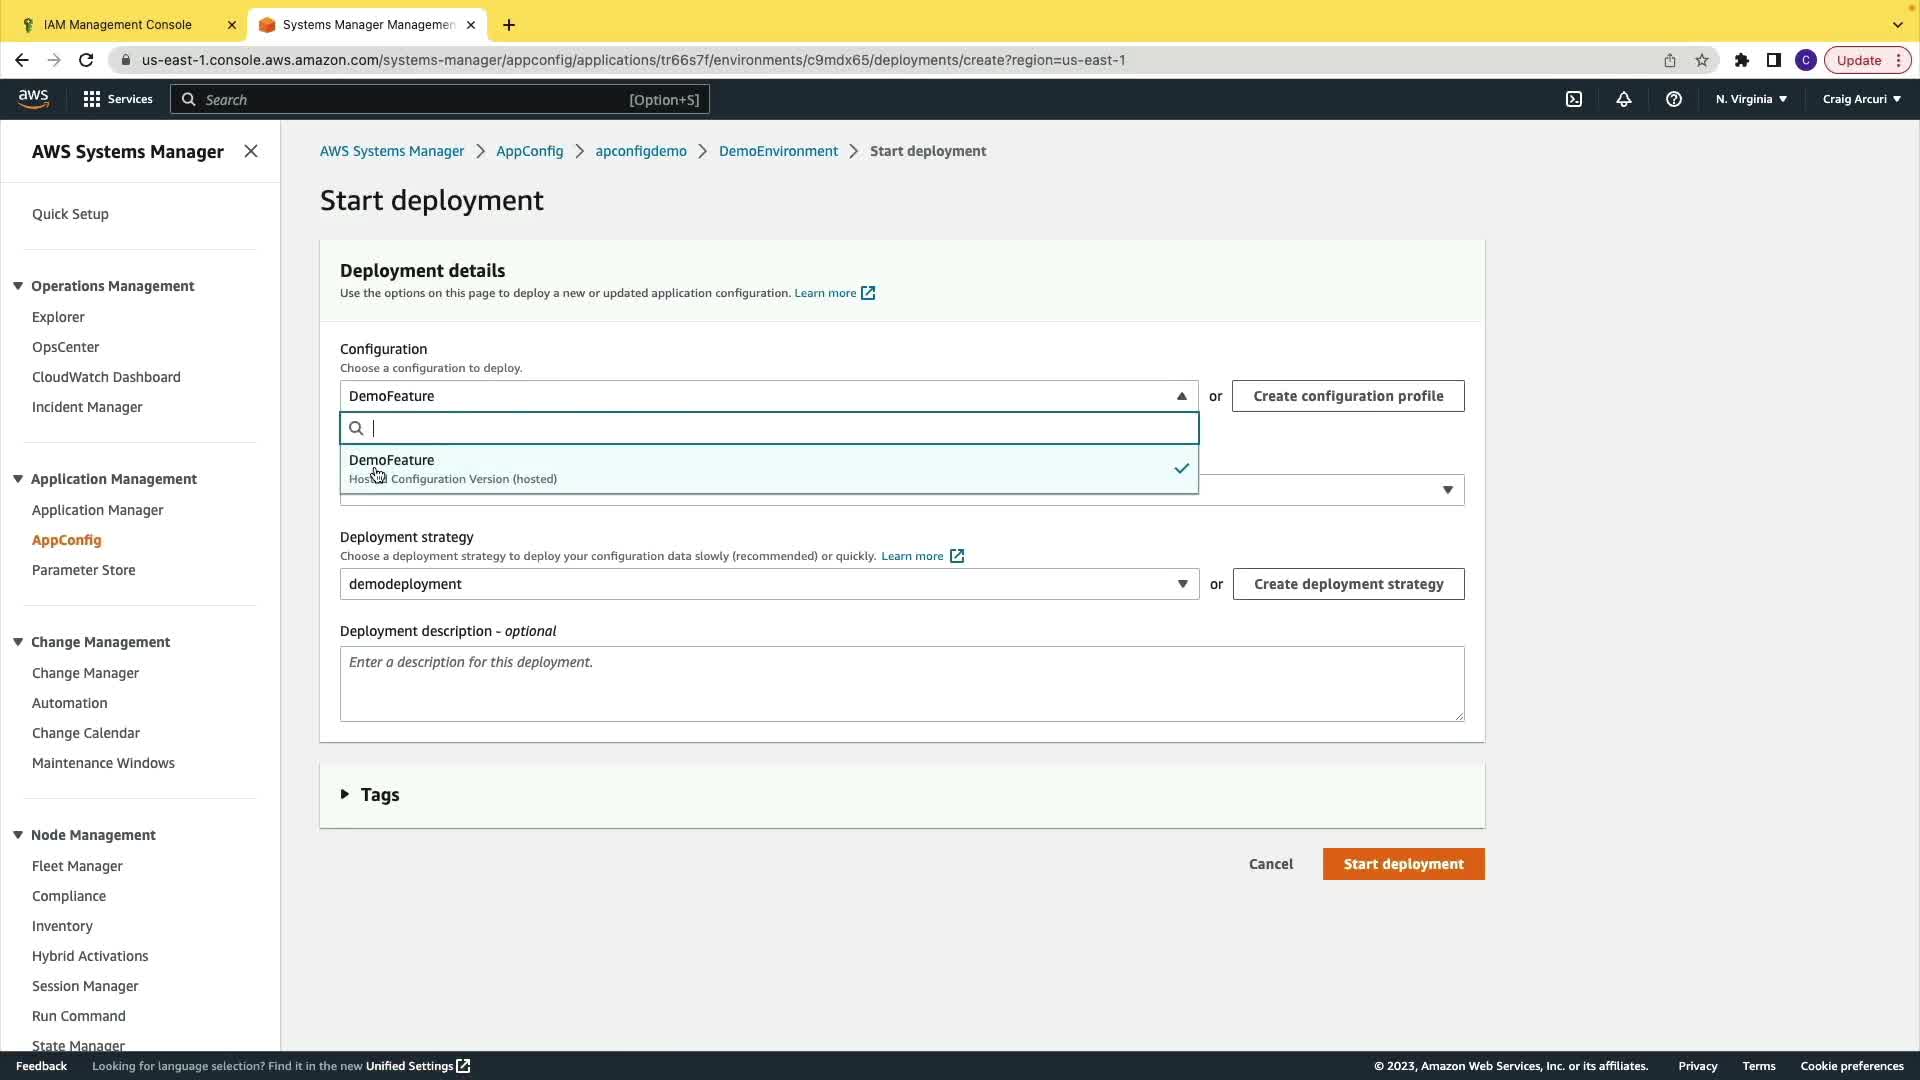 IAM Management Console
Systems Manager Managemen
us-east-1.console.aws.amazon.com/systems-manager/appconfig/applications/tr66s7f/environments/c9mdx65/deployments/create?region=us-east-1
C
Update
aws
Services
Search
[Option+S]
N. Virginia
Craig Arcuri
AWS Systems Manager
Quick Setup
Operations Management
Explorer
OpsCenter
CloudWatch Dashboard
Incident Manager
Application Management
Application Manager
AppConfig
Parameter Store
Change Management
Change Manager
Automation
Change Calendar
Maintenance Windows
Node Management
Fleet Manager
Compliance
Inventory
Hybrid Activations
Session Manager
Run Command
State Manager
AWS Systems Manager > AppConfig > apconfigdemo > DemoEnvironment > Start deployment
Start deployment
Deployment details
Use the options on this page to deploy a new or updated application configuration. Learn more
Configuration
Choose a configuration to deploy.
DemoFeature
or
Create configuration profile
DemoFeature
Hosted Configuration Version (hosted)
Deployment strategy
Choose a deployment strategy to deploy your configuration data slowly (recommended) or quickly. Learn more
demodeployment
or
Create deployment strategy
Deployment description - optional
Enter a description for this deployment.
Tags
Cancel
Start deployment
Feedback
Looking for language selection? Find it in the new Unified Settings
© 2023, Amazon Web Services, Inc. or its affiliates.
Privacy
Terms
Cookie preferences